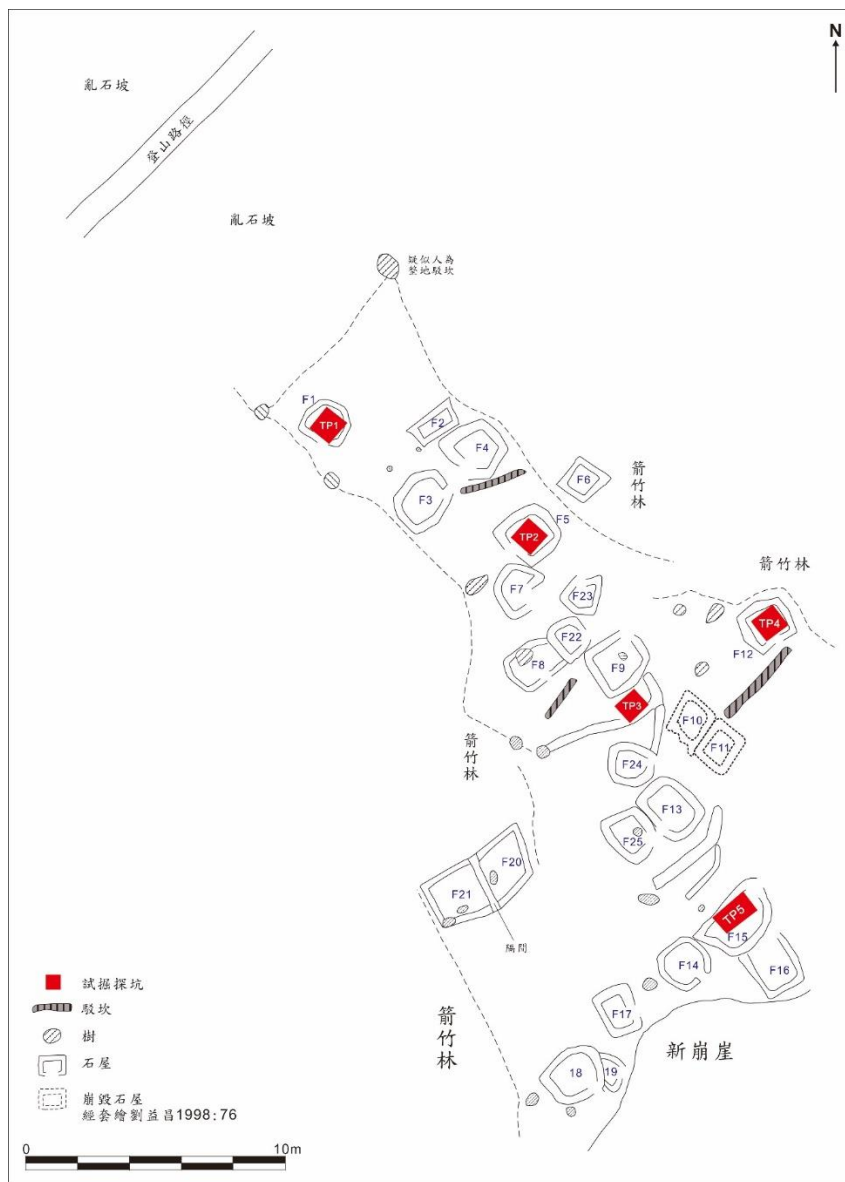 N
亂石坡
登山路徑
亂石坡
疑似人為
整地駁坎
F1
TP1
F2
F4
F3
F6
箭竹林
F5
TP2
F7
F23
箭竹林
TP4
F12
F22
F8
F9
TP3
F10
F11
箭竹林
F24
F13
F25
F20
F21
隔間
TP5
F15
F14
F16
F17
新崩崖
箭竹林
18
19
試掘探坑
駁坎
樹
石屋
崩毀石屋
經套繪劉益昌1998:76
0
10m